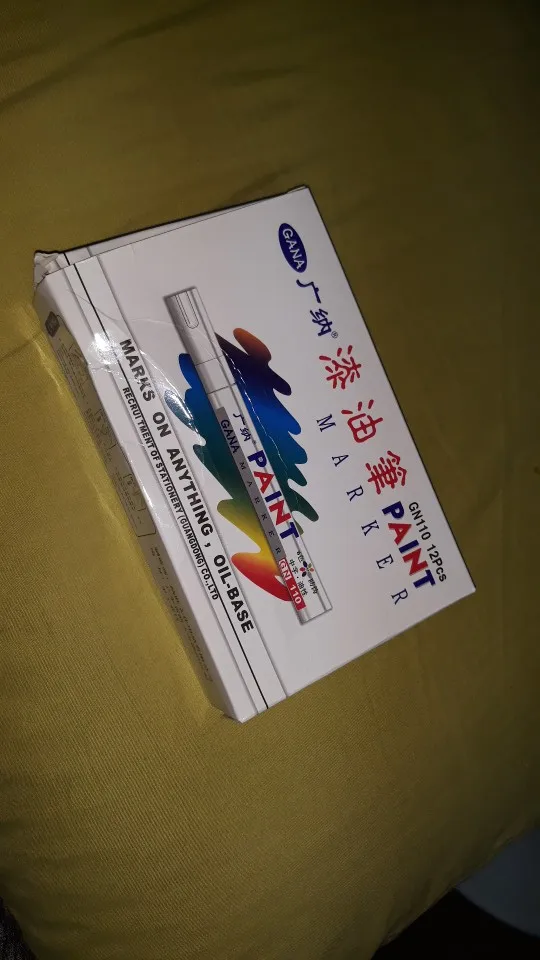 GANA 广纳®
漆油笔 PAINT
MARKER
GN110 12Pcs
广纳 PAINT
GANA MARKER
GN 110
MARKS ON ANYTHING, OIL-BASE
RECRUITMENT OF STATIONERY (GUANGDONG) CO.,LTD